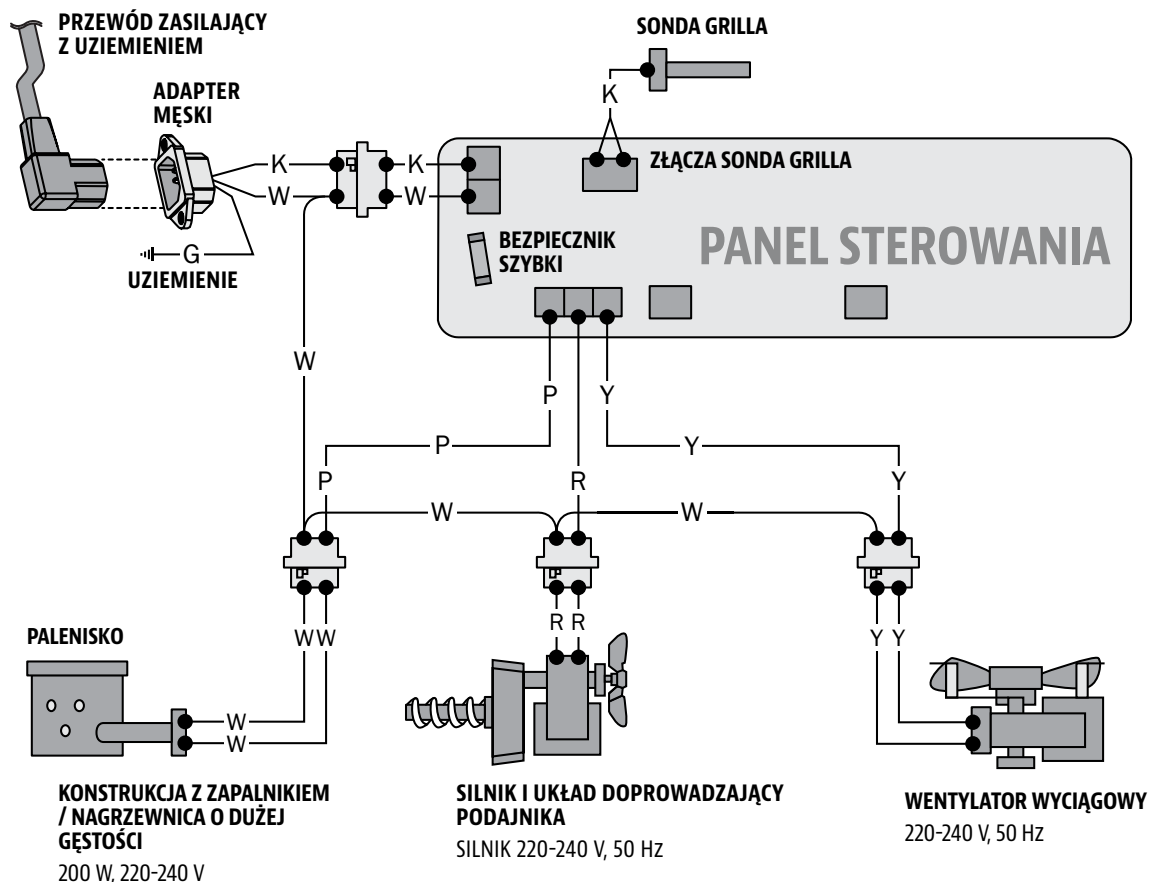 PRZEWÓD ZASILAJĄCY
Z UZIEMIENIEM
SONDA GRILLA
ADAPTER
MĘSKI
K
K
K
ZŁĄCZA SONDA GRILLA
W
W
PANEL STEROWANIA
BEZPIECZNIK
SZYBKI
G
UZIEMIENIE
W
P
Y
P
Y
P
R
Y
W
W
R R
W W
Y Y
PALENISKO
W
W
KONSTRUKCJA Z ZAPALNIKIEM
/ NAGRZEWNICA O DUŻEJ
GĘSTOŚCI
200 W, 220-240 V
SILNIK I UKŁAD DOPROWADZAJĄCY
PODAJNIKA
SILNIK 220-240 V, 50 Hz
WENTYLATOR WYCIĄGOWY
220-240 V, 50 Hz